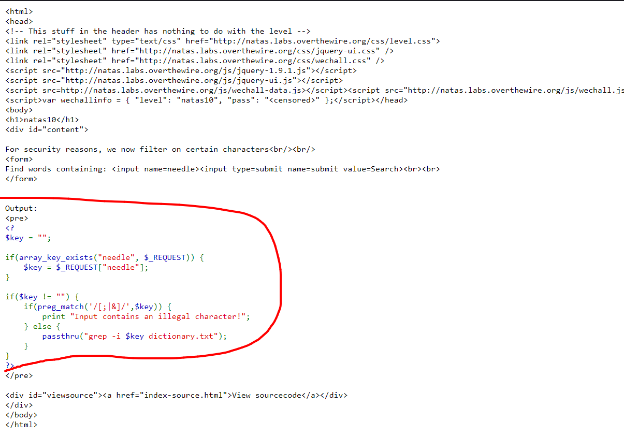 <html>
<head>
<!-- This stuff in the header has nothing to do with the level -->
<link rel="stylesheet" type="text/css" href="http://natas.labs.overthewire.org/css/level.css">
<link rel="stylesheet" href="http://natas.labs.overthewire.org/css/jquery-ui.css" />
<link rel="stylesheet" href="http://natas.labs.overthewire.org/css/wechall.css" />
<script src="http://natas.labs.overthewire.org/js/jquery-1.9.1.js"></script>
<script src="http://natas.labs.overthewire.org/js/jquery-ui.js"></script>
<script src=http://natas.labs.overthewire.org/js/wechall-data.js></script><script src="http://natas.labs.overthewire.org/js/wechall.js
<script>var wechallinfo = { "level": "natas10", "pass": "<censored>" };</script></head>
<body>
<h1>natas10</h1>
<div id="content">
For security reasons, we now filter on certain characters<br/><br/>
<form>
Find words containing: <input name=needle><input type=submit name=submit value=Search><br><br>
</form>
Output:
<pre>
<?
$key = "";
if(array_key_exists("needle", $_REQUEST)) {
$key = $_REQUEST["needle"];
}
if($key != "") {
if(preg_match('/[;|&]/',$key)) {
print "Input contains an illegal character!";
} else {
passthru("grep -i $key dictionary.txt");
}
}
?>
</pre>
<div id="viewsource"><a href="index-source.html">View sourcecode</a></div>
</div>
</body>
</html>